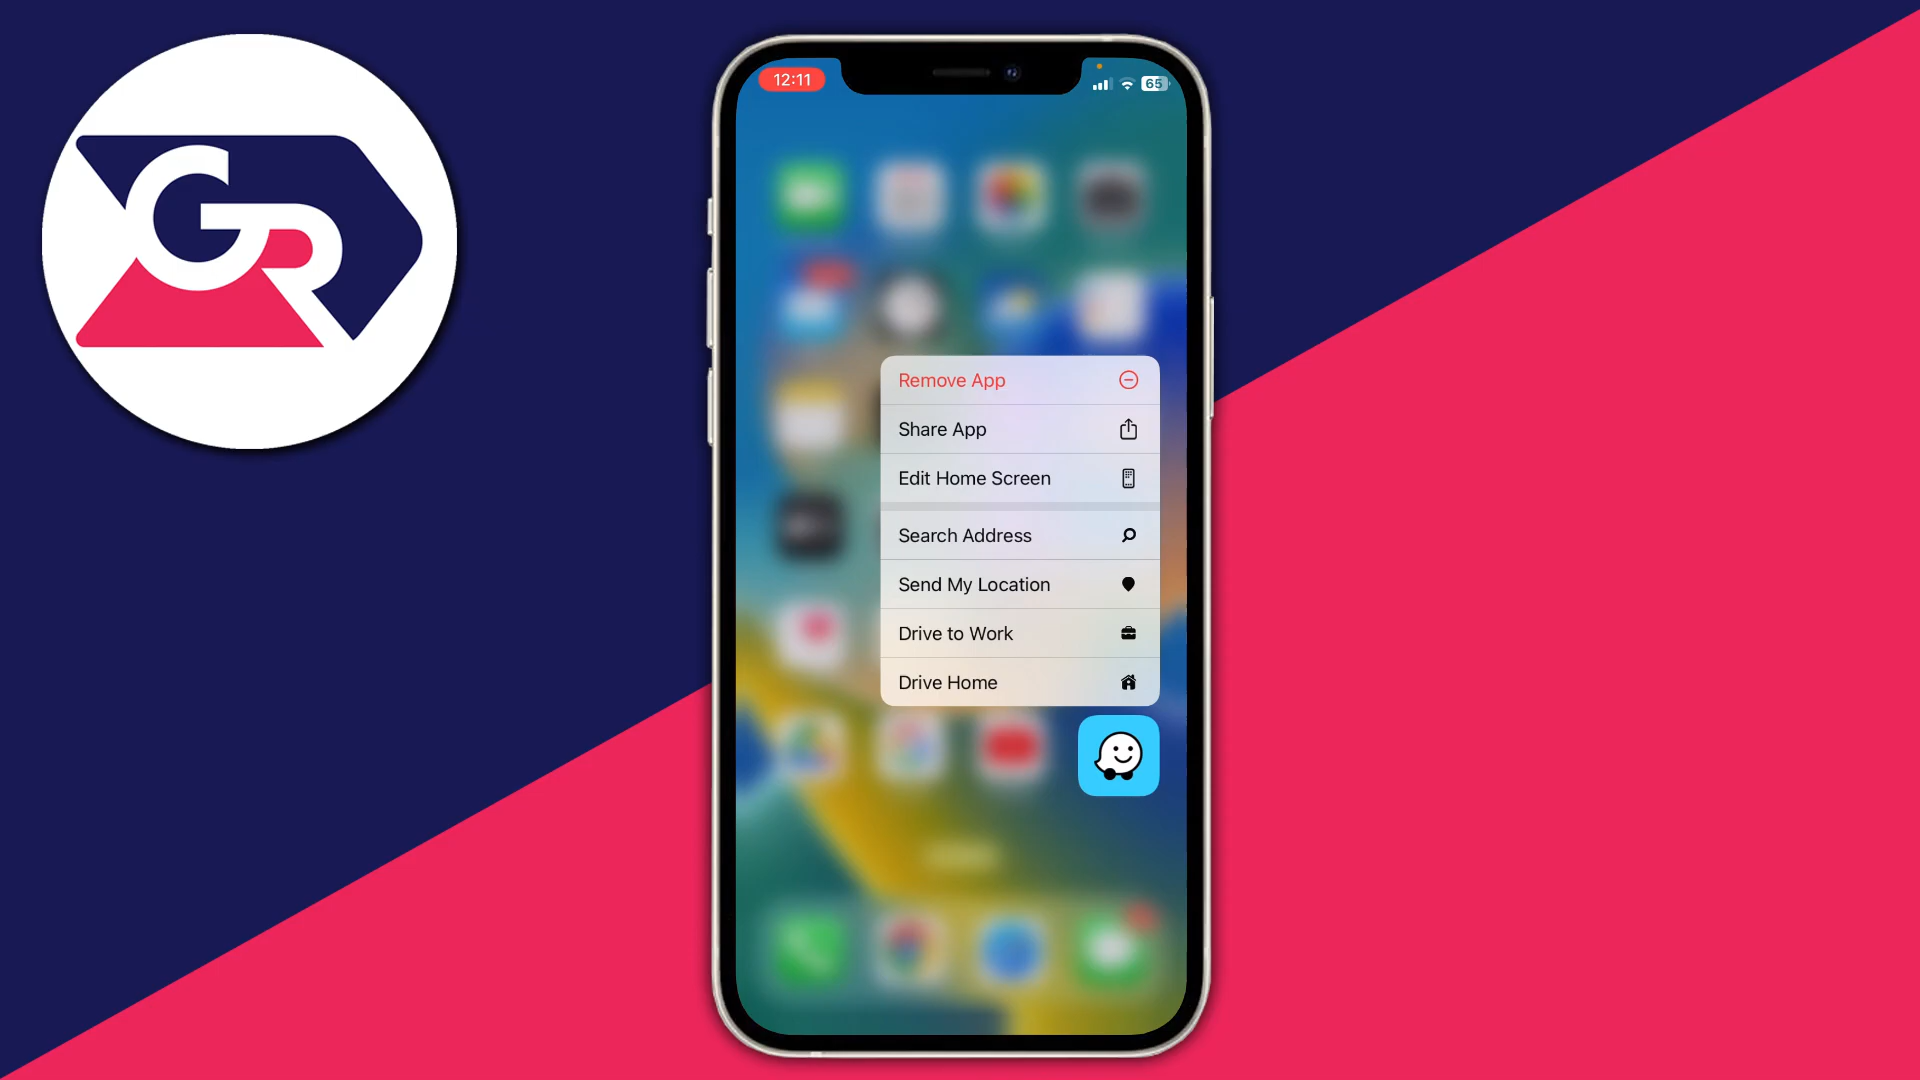 GR
12:11
65
Remove App
Share App
Edit Home Screen
Search Address
Send My Location
Drive to Work
Drive Home